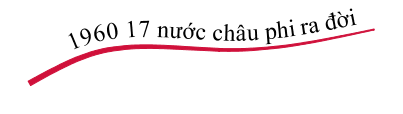 1960 17 nước châu phi ra đời